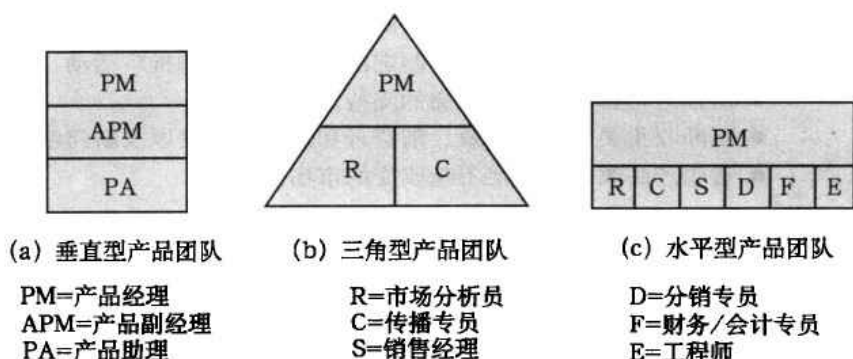 PM
APM
PA
PM
R C
PM
R C S D F E
(a) 垂直型产品团队
(b) 三角型产品团队
(c) 水平型产品团队
PM=产品经理
R=市场分析员
D=分销专员
APM=产品副经理
C=传播专员
F=财务/会计专员
PA=产品助理
S=销售经理
E=工程师